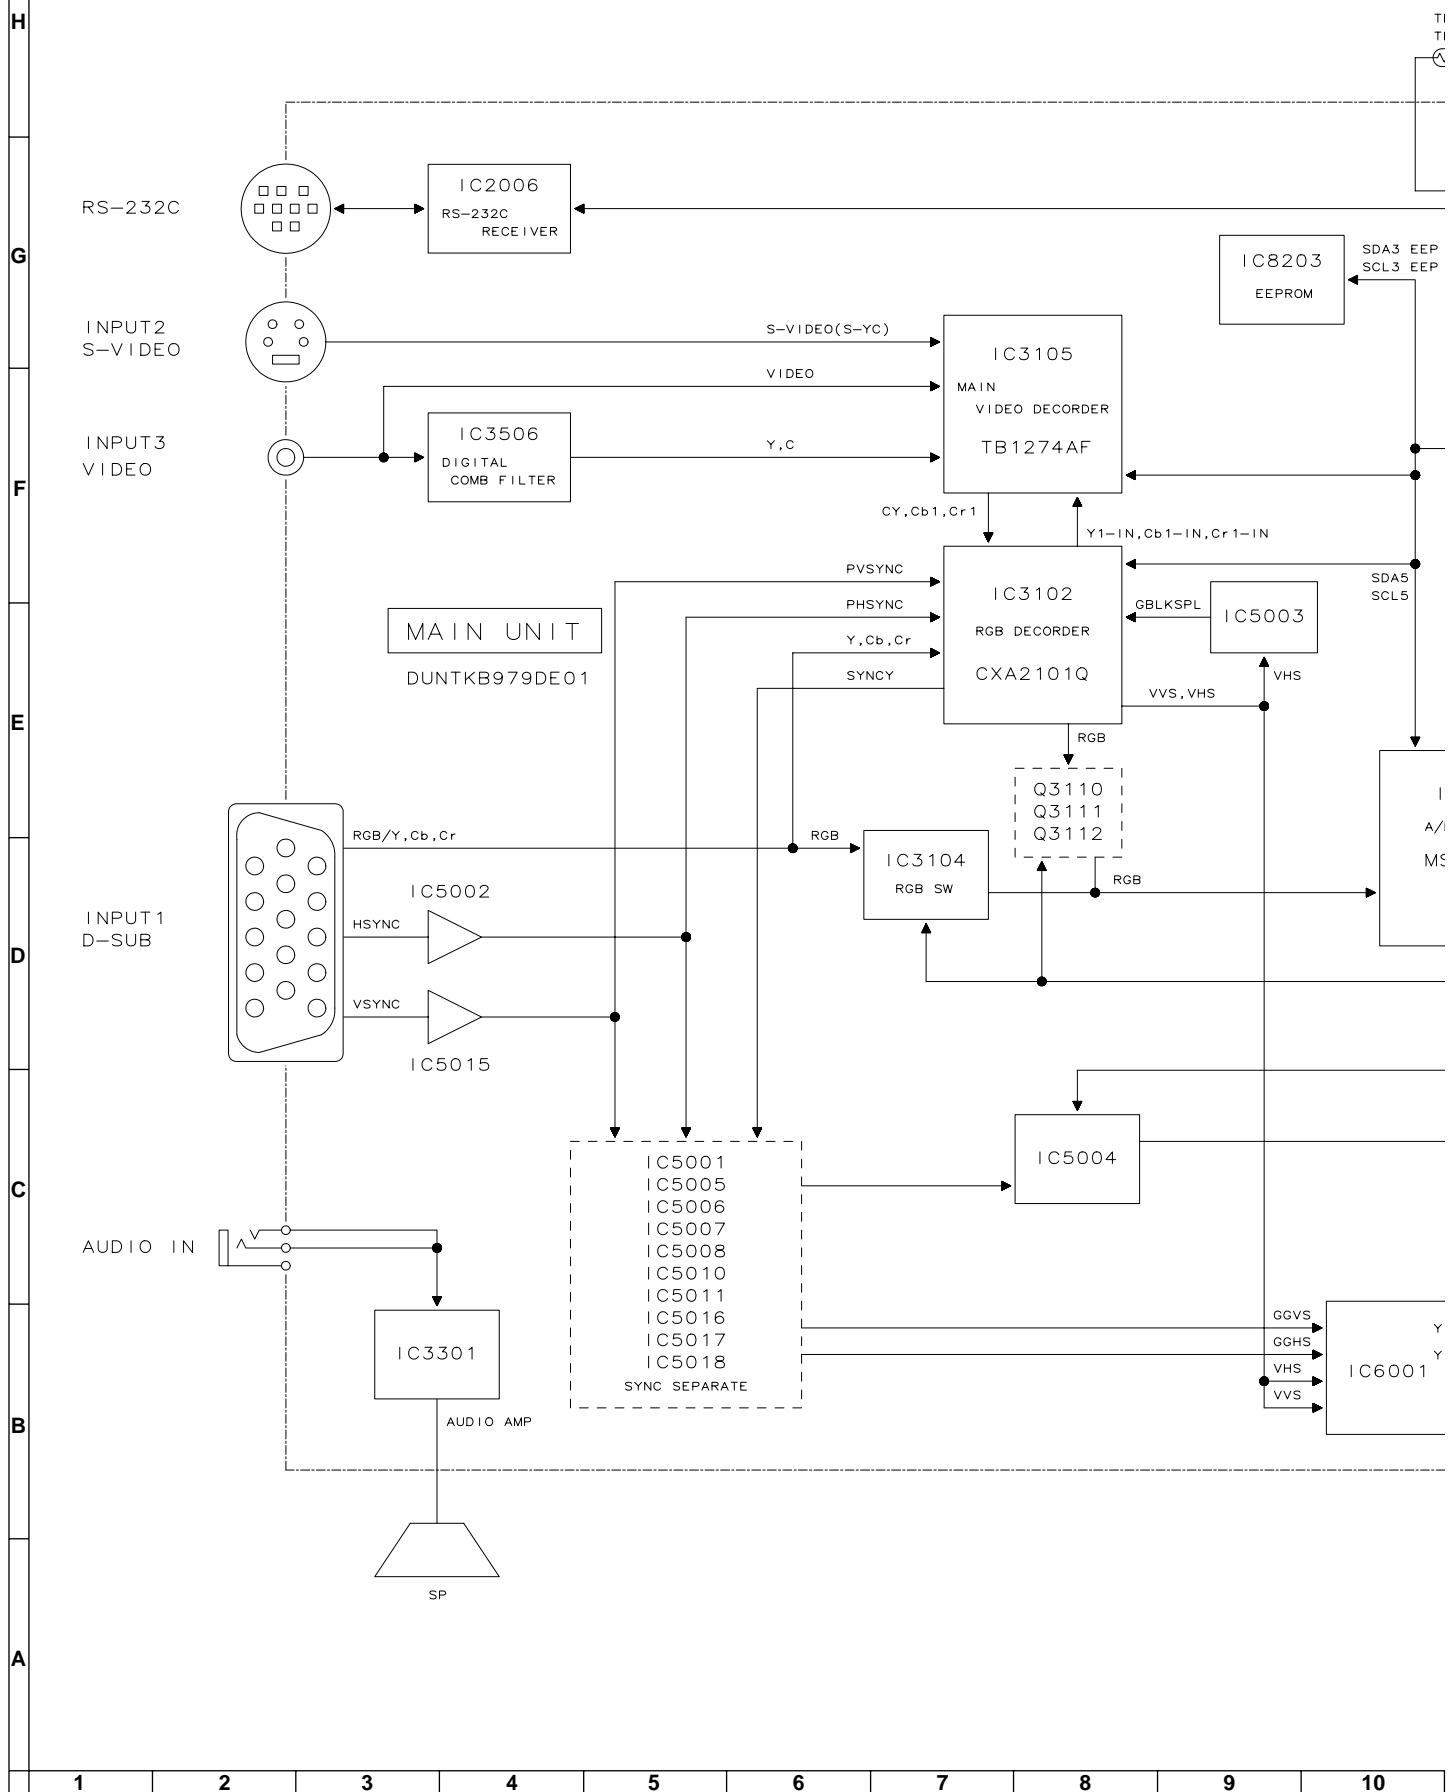 H
RS-232C
IC2006
RS-232C
RECEIVER
G
IC8203
EEPROM
SDA3 EEP
SCL3 EEP
INPUT2
S-VIDEO
S-VIDEO(S-YC)
VIDEO
IC3105
MAIN
VIDEO DECORDER
TB1274AF
INPUT3
VIDEO
IC3506
DIGITAL
COMB FILTER
Y,C
F
CY,Cb1,Cr1
Y1-IN,Cb1-IN,Cr1-IN
PVSYNC
PHSYNC
Y,Cb,Cr
SYNCY
IC3102
RGB DECORDER
CXA2101Q
GBLKSPL
IC5003
SDA5
SCL5
MAIN UNIT
DUNTKB979DE01
VHS
VVS,VHS
E
RGB
Q3110
Q3111
Q3112
RGB/Y,Cb,Cr
RGB
IC3104
RGB SW
RGB
INPUT1
D-SUB
IC5002
HSYNC
D
VSYNC
IC5015
IC5004
C
IC5001
IC5005
IC5006
IC5007
IC5008
IC5010
IC5011
IC5016
IC5017
IC5018
SYNC SEPARATE
AUDIO IN
IC3301
AUDIO AMP
GGVS
GGHS
VHS
VVS
Y
Y
IC6001
B
SP
A
1 2 3 4 5 6 7 8 9 10